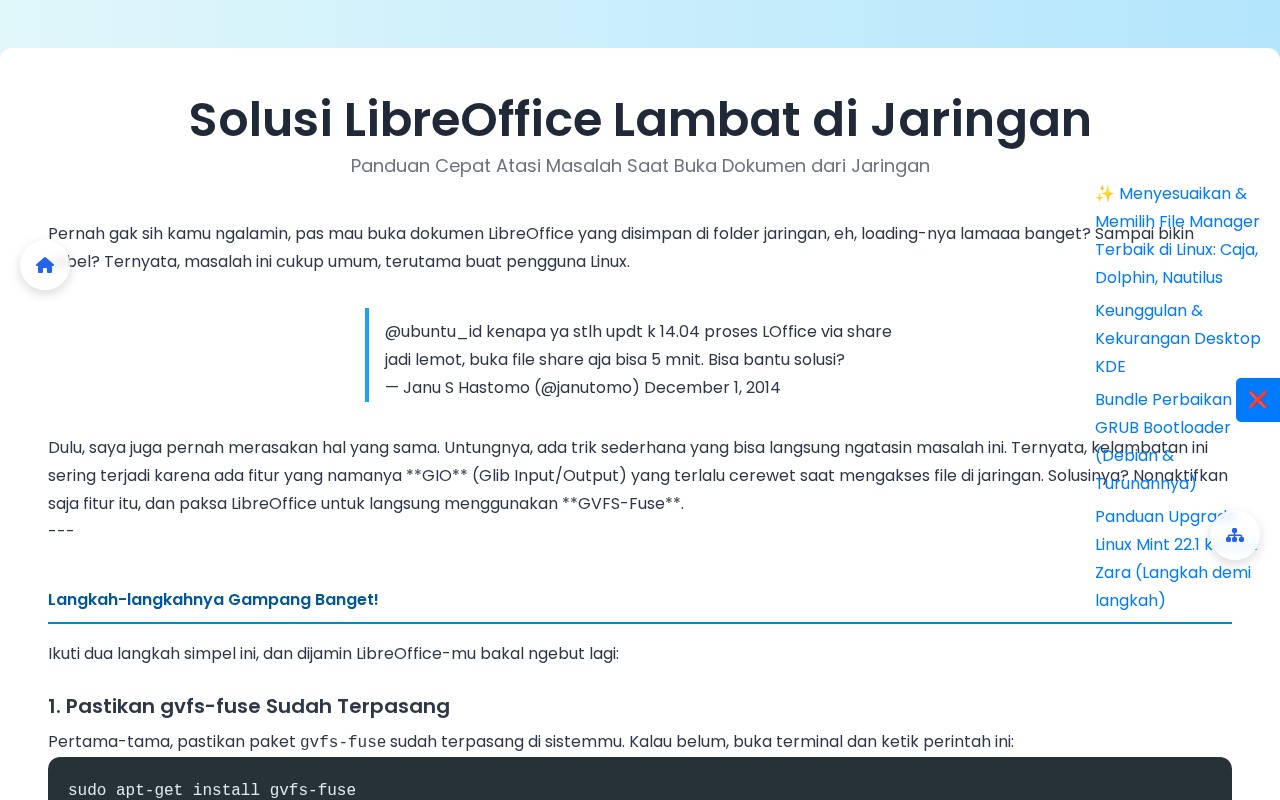 Solusi LibreOffice Lambat di Jaringan
Panduan Cepat Atasi Masalah Saat Buka Dokumen dari Jaringan
Pernah gak sih kamu ngalamin, pas mau buka dokumen LibreOffice yang disimpan di folder jaringan, eh, loading-nya lamaaa banget? Sampai bikin
bel? Ternyata, masalah ini cukup umum, terutama buat pengguna Linux.
@ubuntu_id kenapa ya stlh updt k 14.04 proses LOffice via share
jadi lemot, buka file share aja bisa 5 mnit. Bisa bantu solusi?
— Janu S Hastomo (@janutomo) December 1, 2014
Dulu, saya juga pernah merasakan hal yang sama. Untungnya, ada trik sederhana yang bisa langsung ngatasin masalah ini. Ternyata, kelambatan ini
sering terjadi karena ada fitur yang namanya **GIO** (Glib Input/Output) yang terlalu cerewet saat mengakses file di jaringan. Solusinya? Nonaktifkan
saja fitur itu, dan paksa LibreOffice untuk langsung menggunakan **GVFS-Fuse**.
---
Langkah-langkahnya Gampang Banget!
Ikuti dua langkah simpel ini, dan dijamin LibreOffice-mu bakal ngebut lagi:
1. Pastikan gvfs-fuse Sudah Terpasang
Pertama-tama, pastikan paket gvfs-fuse sudah terpasang di sistemmu. Kalau belum, buka terminal dan ketik perintah ini:
sudo apt-get install gvfs-fuse
✨ Menyesuaikan &
Memilih File Manager
Terbaik di Linux: Caja,
Dolphin, Nautilus
Keunggulan &
Kekurangan Desktop
KDE
Bundle Perbaikan
GRUB Bootloader
(Debian &
Turunannya)
Panduan Upgrade
Linux Mint 22.1
Zara (Langkah demi
langkah)